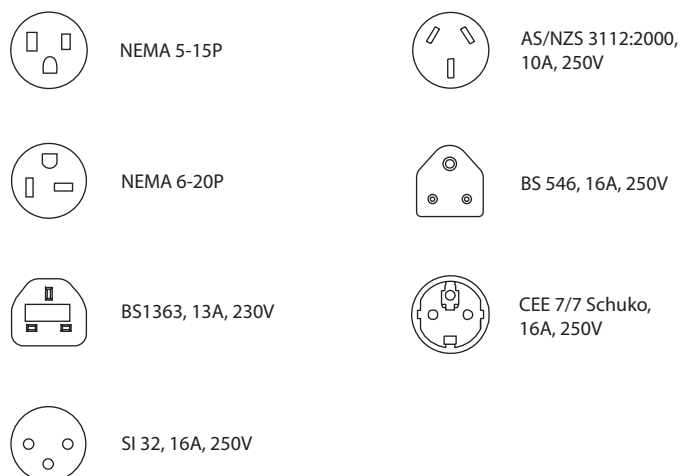 NEMA 5-15P
NEMA 6-20P
BS1363, 13A, 230V
SI 32, 16A, 250V
AS/NZS 3112:2000,
10A, 250V
BS 546, 16A, 250V
CEE 7/7 Schuko,
16A, 250V